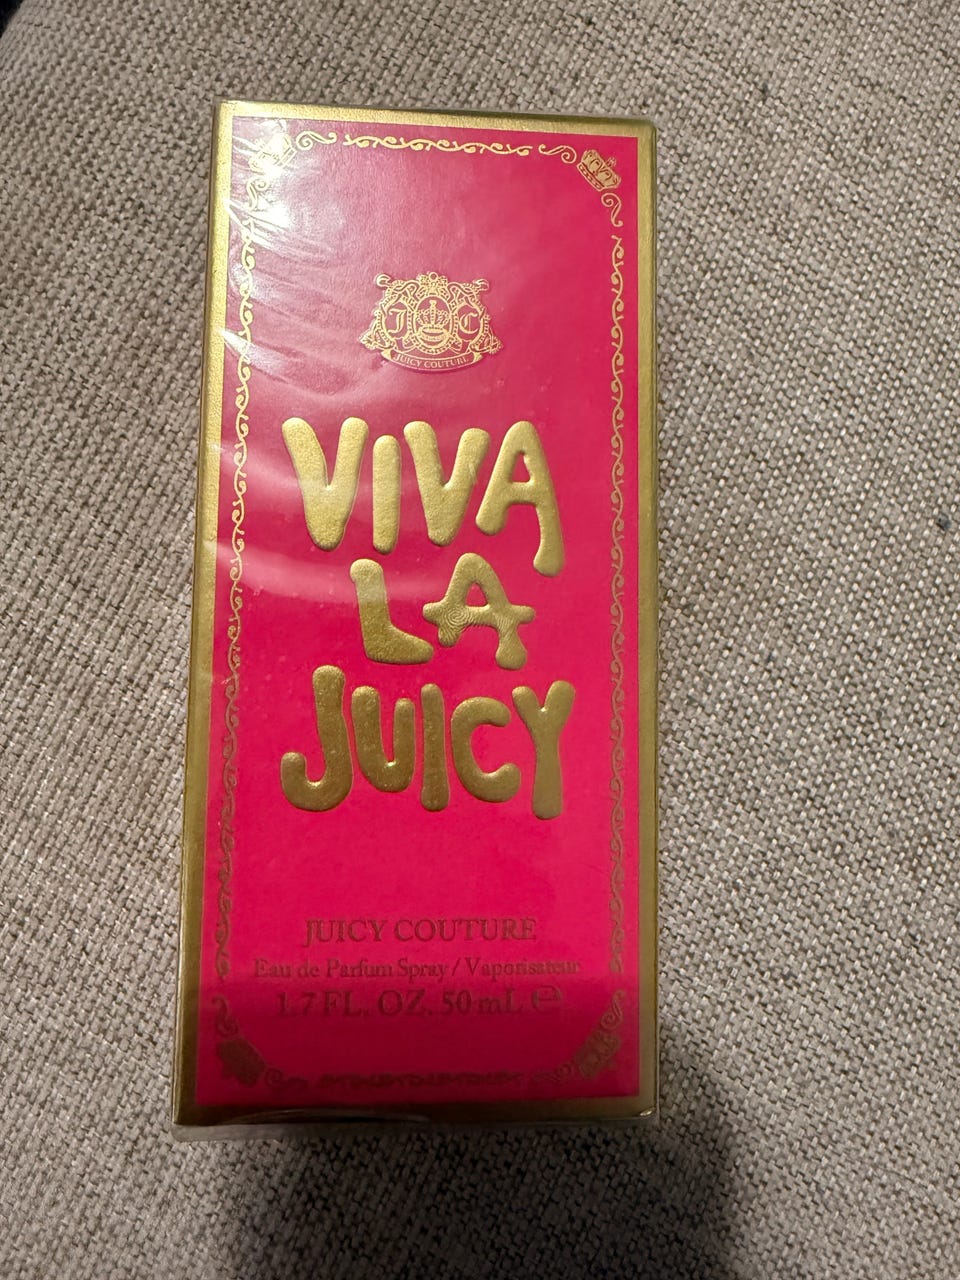 J C
JUICY COUTURE
VIVA
LA
JUICY
JUICY COUTURE
Eau de Parfum Spray / Vaporisateur
1.7 FL. OZ. 50 mL ℮